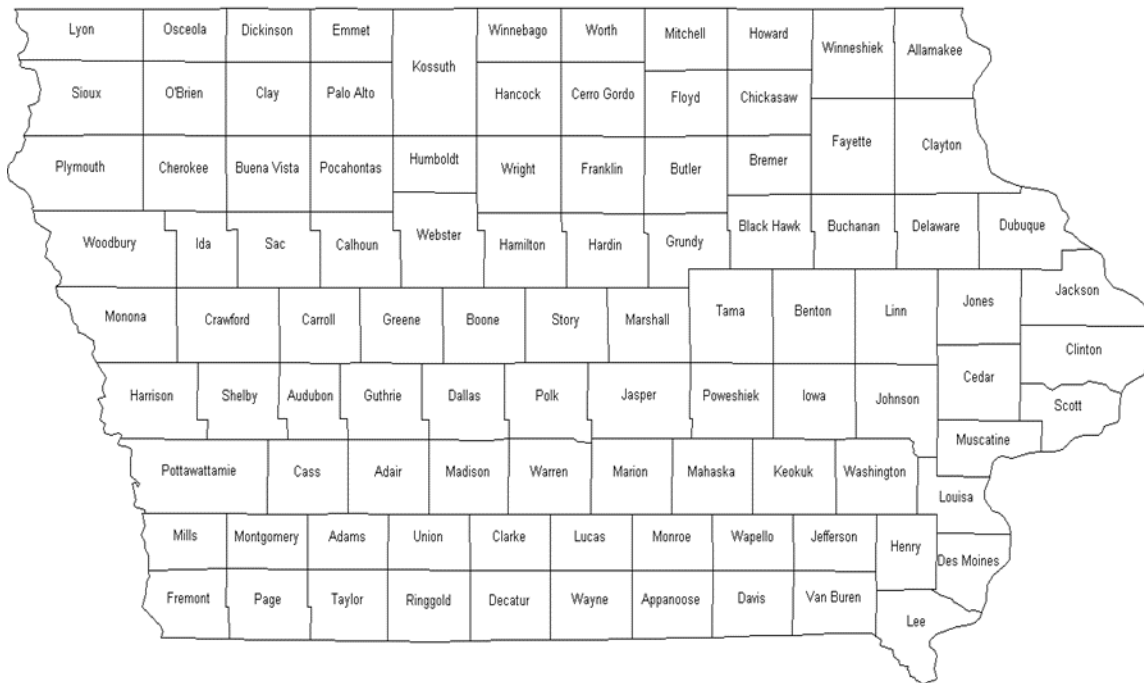 Lyon
Osceola
Dickinson
Emmet
Kossuth
Winnebago
Worth
Mitchell
Howard
Winneshiek
Allamakee
Sioux
O'Brien
Clay
Palo Alto
Hancock
Cerro Gordo
Floyd
Chickasaw
Plymouth
Cherokee
Buena Vista
Pocahontas
Humboldt
Wright
Franklin
Butler
Bremer
Fayette
Clayton
Woodbury
Ida
Sac
Calhoun
Webster
Hamilton
Hardin
Grundy
Black Hawk
Buchanan
Delaware
Dubuque
Monona
Crawford
Carroll
Greene
Boone
Story
Marshall
Tama
Benton
Linn
Jones
Jackson
Clinton
Harrison
Shelby
Audubon
Guthrie
Dallas
Polk
Jasper
Poweshiek
Iowa
Johnson
Cedar
Scott
Muscatine
Pottawattamie
Cass
Adair
Madison
Warren
Marion
Mahaska
Keokuk
Washington
Louisa
Mills
Montgomery
Adams
Union
Clarke
Lucas
Monroe
Wapello
Jefferson
Henry
Des Moines
Fremont
Page
Taylor
Ringgold
Decatur
Wayne
Appanoose
Davis
Van Buren
Lee